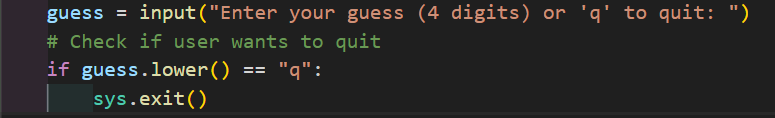 guess = input("Enter your guess (4 digits) or 'q' to quit: ")
# Check if user wants to quit
if guess.lower() == "q":
    sys.exit()